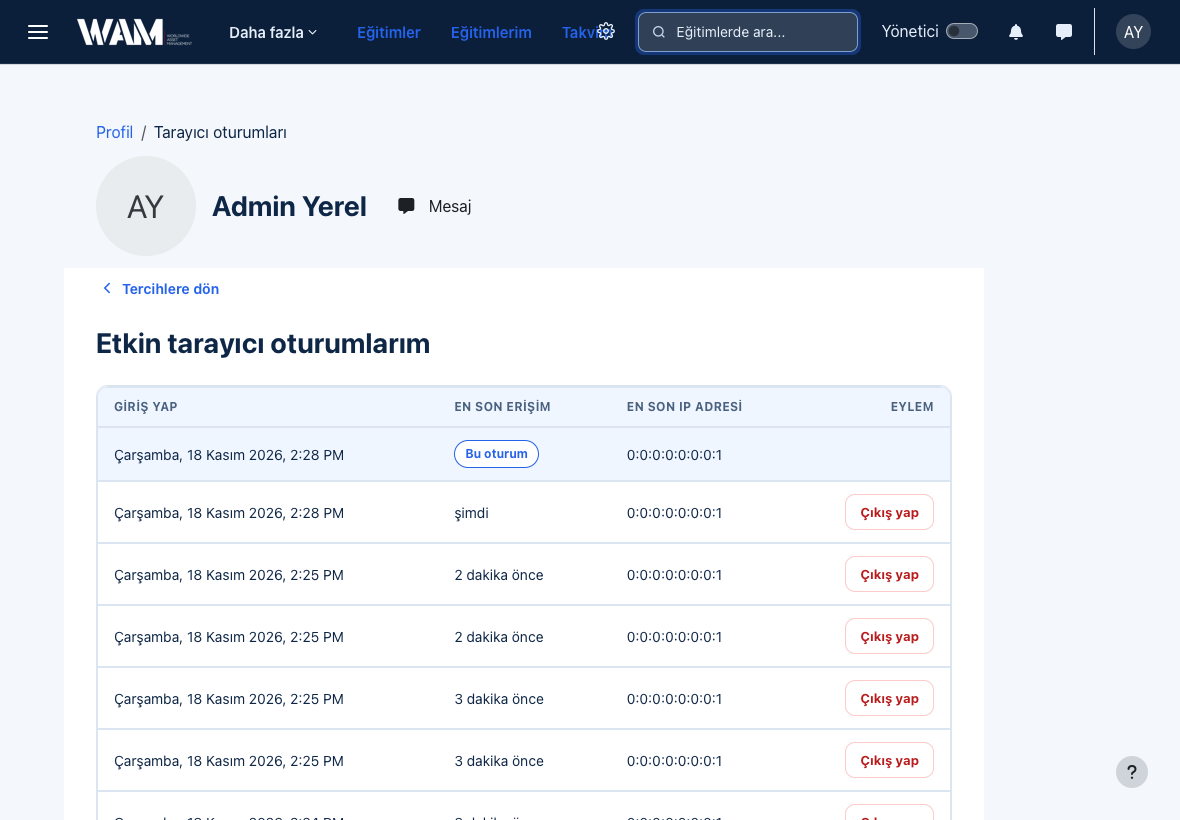 WAM WORLDWIDE ASSET MANAGEMENT
Daha fazla
Eğitimler
Eğitimlerim
Eğitimlerde ara...
Yönetici
AY
Profil / Tarayıcı oturumları
AY
Admin Yerel
Mesaj
Tercihlere dön
Etkin tarayıcı oturumlarım
GİRİŞ YAP EN SON ERİŞİM EN SON IP ADRESİ EYLEM
Çarşamba, 18 Kasım 2026, 2:28 PM Bu oturum 0:0:0:0:0:0:0:1
Çarşamba, 18 Kasım 2026, 2:28 PM şimdi 0:0:0:0:0:0:0:1 Çıkış yap
Çarşamba, 18 Kasım 2026, 2:25 PM 2 dakika önce 0:0:0:0:0:0:0:1 Çıkış yap
Çarşamba, 18 Kasım 2026, 2:25 PM 2 dakika önce 0:0:0:0:0:0:0:1 Çıkış yap
Çarşamba, 18 Kasım 2026, 2:25 PM 3 dakika önce 0:0:0:0:0:0:0:1 Çıkış yap
Çarşamba, 18 Kasım 2026, 2:25 PM 3 dakika önce 0:0:0:0:0:0:0:1 Çıkış yap
?